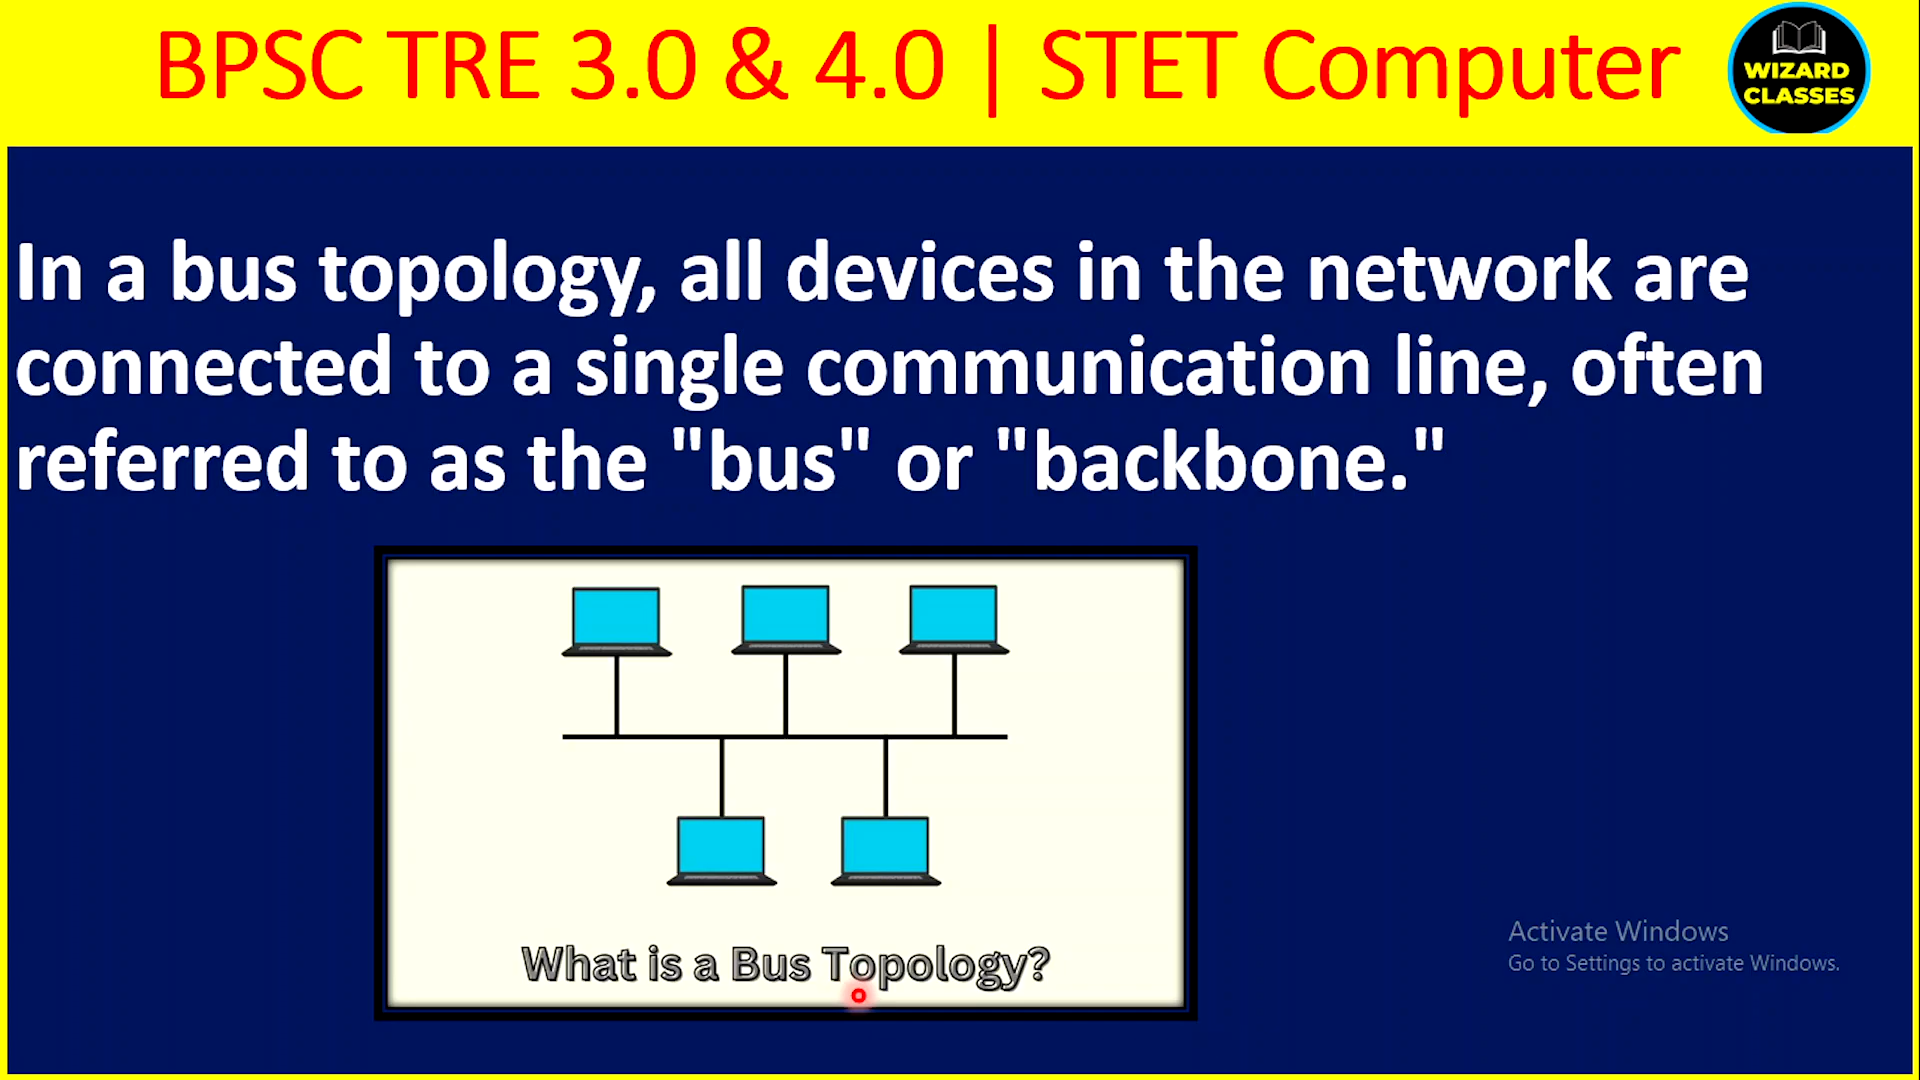 BPSC TRE 3.0 & 4.0 | STET Computer
WIZARD
CLASSES
In a bus topology, all devices in the network are
connected to a single communication line, often
referred to as the "bus" or "backbone."
What is a Bus Topology?
Activate Windows
Go to Settings to activate Windows.